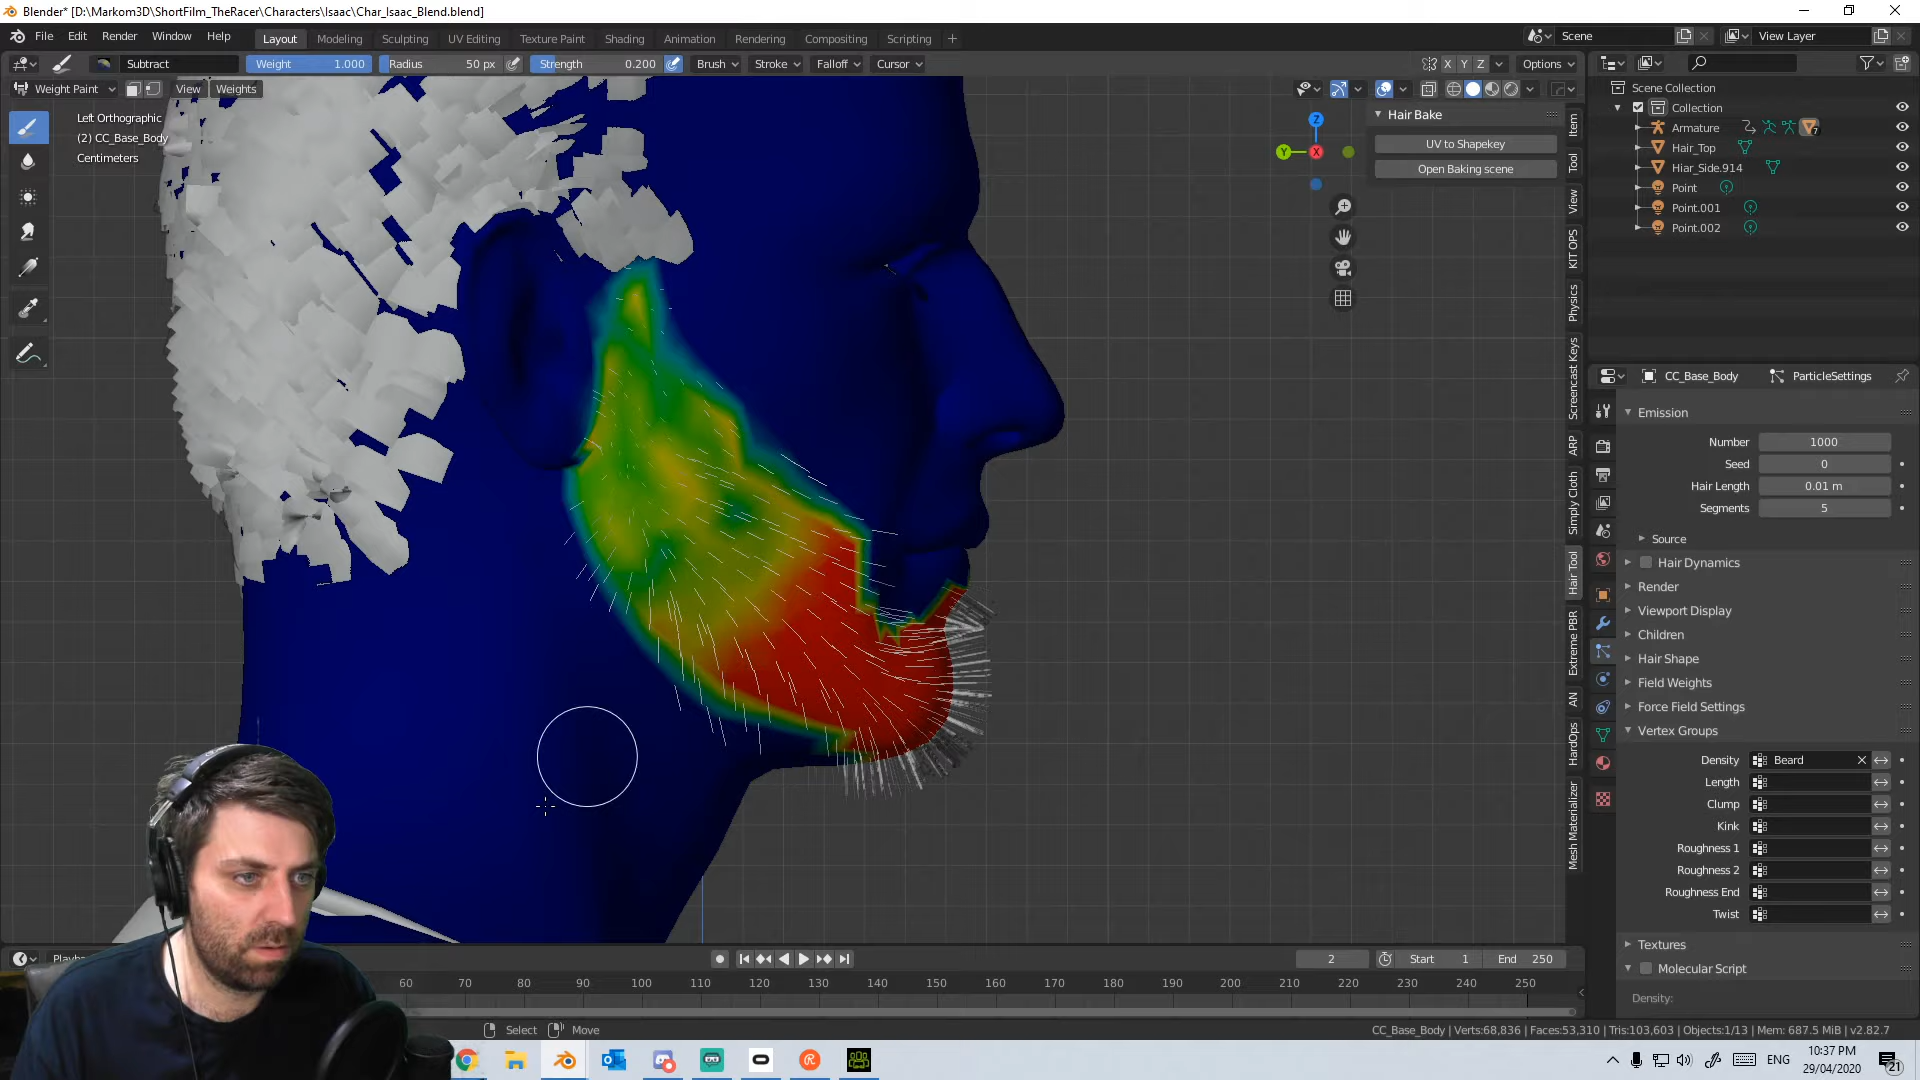 Blender* [D:\Markom3D\ShortFilm_TheRacer\Characters\Isaac\Char_Isaac_Blend.blend]
File Edit Render Window Help
Layout Modeling Sculpting UV Editing Texture Paint Shading Animation Rendering Compositing Scripting +
Scene
View Layer
Subtract Weight 1.000 Radius 50 px Strength 0.200 Brush Stroke Falloff Cursor X Y Z Options
Weight Paint View Weights
Left Orthographic
(2) CC_Base_Body
Centimeters
Z
Y
X
Hair Bake
UV to Shapekey
Open Baking scene
Item
Tool
View
KIT OPS
Physics
Screencast Keys
ARP
Simply Cloth
Hair Tool
Extreme PBR
AN
HardOps
Mesh Materializer
Scene Collection
Collection
Armature 7
Hair_Top
Hiar_Side.914
Point
Point.001
Point.002
CC_Base_Body ParticleSettings
Emission
Number 1000
Seed 0
Hair Length 0.01 m
Segments 5
Source
Hair Dynamics
Render
Viewport Display
Children
Hair Shape
Field Weights
Force Field Settings
Vertex Groups
Density Beard
Length
Clump
Kink
Roughness 1
Roughness 2
Roughness End
Twist
Textures
Molecular Script
Density:
2 Start 1 End 250
60 70 80 90 100 110 120 130 140 150 160 170 180 190 200 210 220 230 240 250
Select Move
CC_Base_Body | Verts:68,836 | Faces:53,310 | Tris:103,603 | Objects:1/13 | Mem: 687.5 MiB | v2.82.7
ENG
10:37 PM
29/04/2020
21